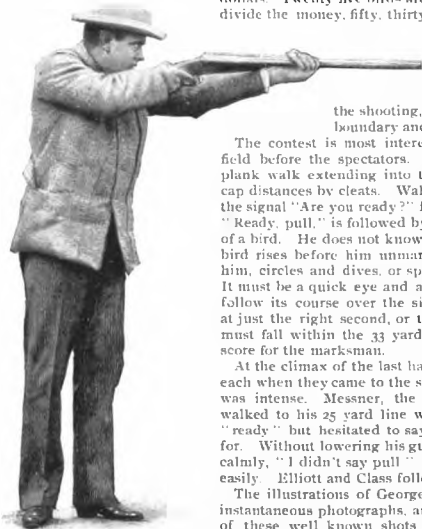 divide the money, fifty, thirty
the shooting,
boundary and
The contest is most intere
field before the spectators.
plank walk extending into t
cap distances by cleats. Wal
the signal "Are you ready?" f
"Ready, pull," is followed by
of a bird. He does not know
bird rises before him unmar
him, circles and dives, or sp
It must be a quick eye and a
follow its course over the si
at just the right second, or t
must fall within the 33 yard
score for the marksman.
At the climax of the last ha
each when they came to the s
was intense. Messner, the
walked to his 25 yard line w
"ready" but hesitated to say
for. Without lowering his gu
calmly, "I didn't say pull"
easily. Elliott and Class follo
The illustrations of George
instantaneous photographs, a
of these well known shots